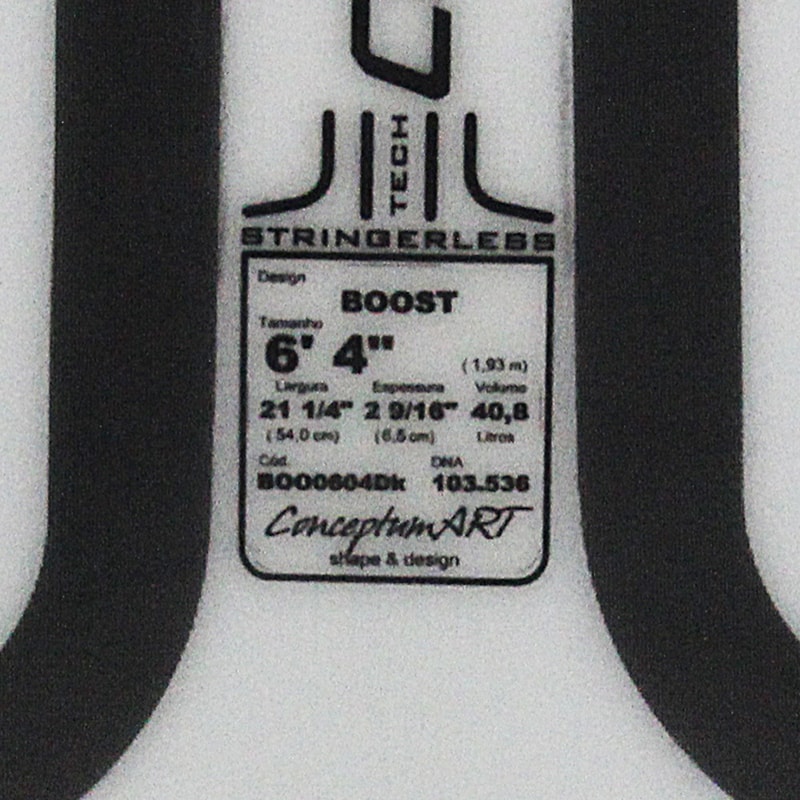 TECH
STRINGERLESS
Design
BOOST
Tamanho
6' 4" (1,93 m)
Largura Espessura Volume
21 1/4" 2 9/16" 40,8
(54,0 cm) (6,5 cm) Litros
Cód. DNA
BOO0604Dk 103.536
ConceptumART
shape & design